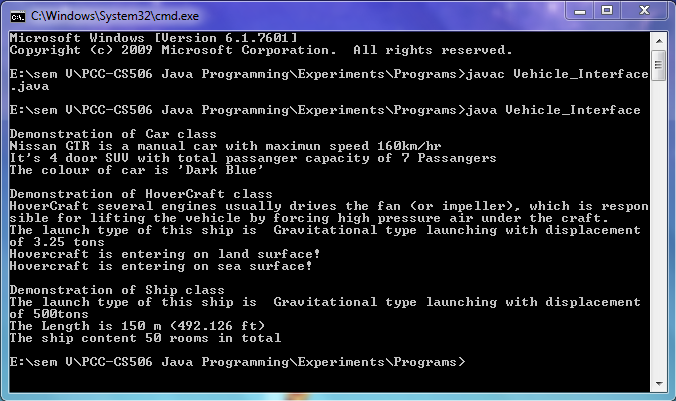 C:\Windows\System32\cmd.exe
Microsoft Windows [Version 6.1.7601]
Copyright (c) 2009 Microsoft Corporation.  All rights reserved.
E:\sem V\PCC-CS506 Java Programming\Experiments\Programs>javac Vehicle_Interface
.java
E:\sem V\PCC-CS506 Java Programming\Experiments\Programs>java Vehicle_Interface
Demonstration of Car class
Nissan GTR is a manual car with maximun speed 160km/hr
It's 4 door SUV with total passanger capacity of 7 Passangers
The colour of car is 'Dark Blue'
Demonstration of HoverCraft class
HoverCraft several engines usually drives the fan (or impeller), which is respon
sible for lifting the vehicle by forcing high pressure air under the craft.
The launch type of this ship is  Gravitational type launching with displacement
of 3.25 tons
Hovercraft is entering on land surface!
Hovercraft is entering on sea surface!
Demonstration of Ship class
The launch type of this ship is  Gravitational type launching with displacement
of 500tons
The Length is 150 m (492.126 ft)
The ship content 50 rooms in total
E:\sem V\PCC-CS506 Java Programming\Experiments\Programs>